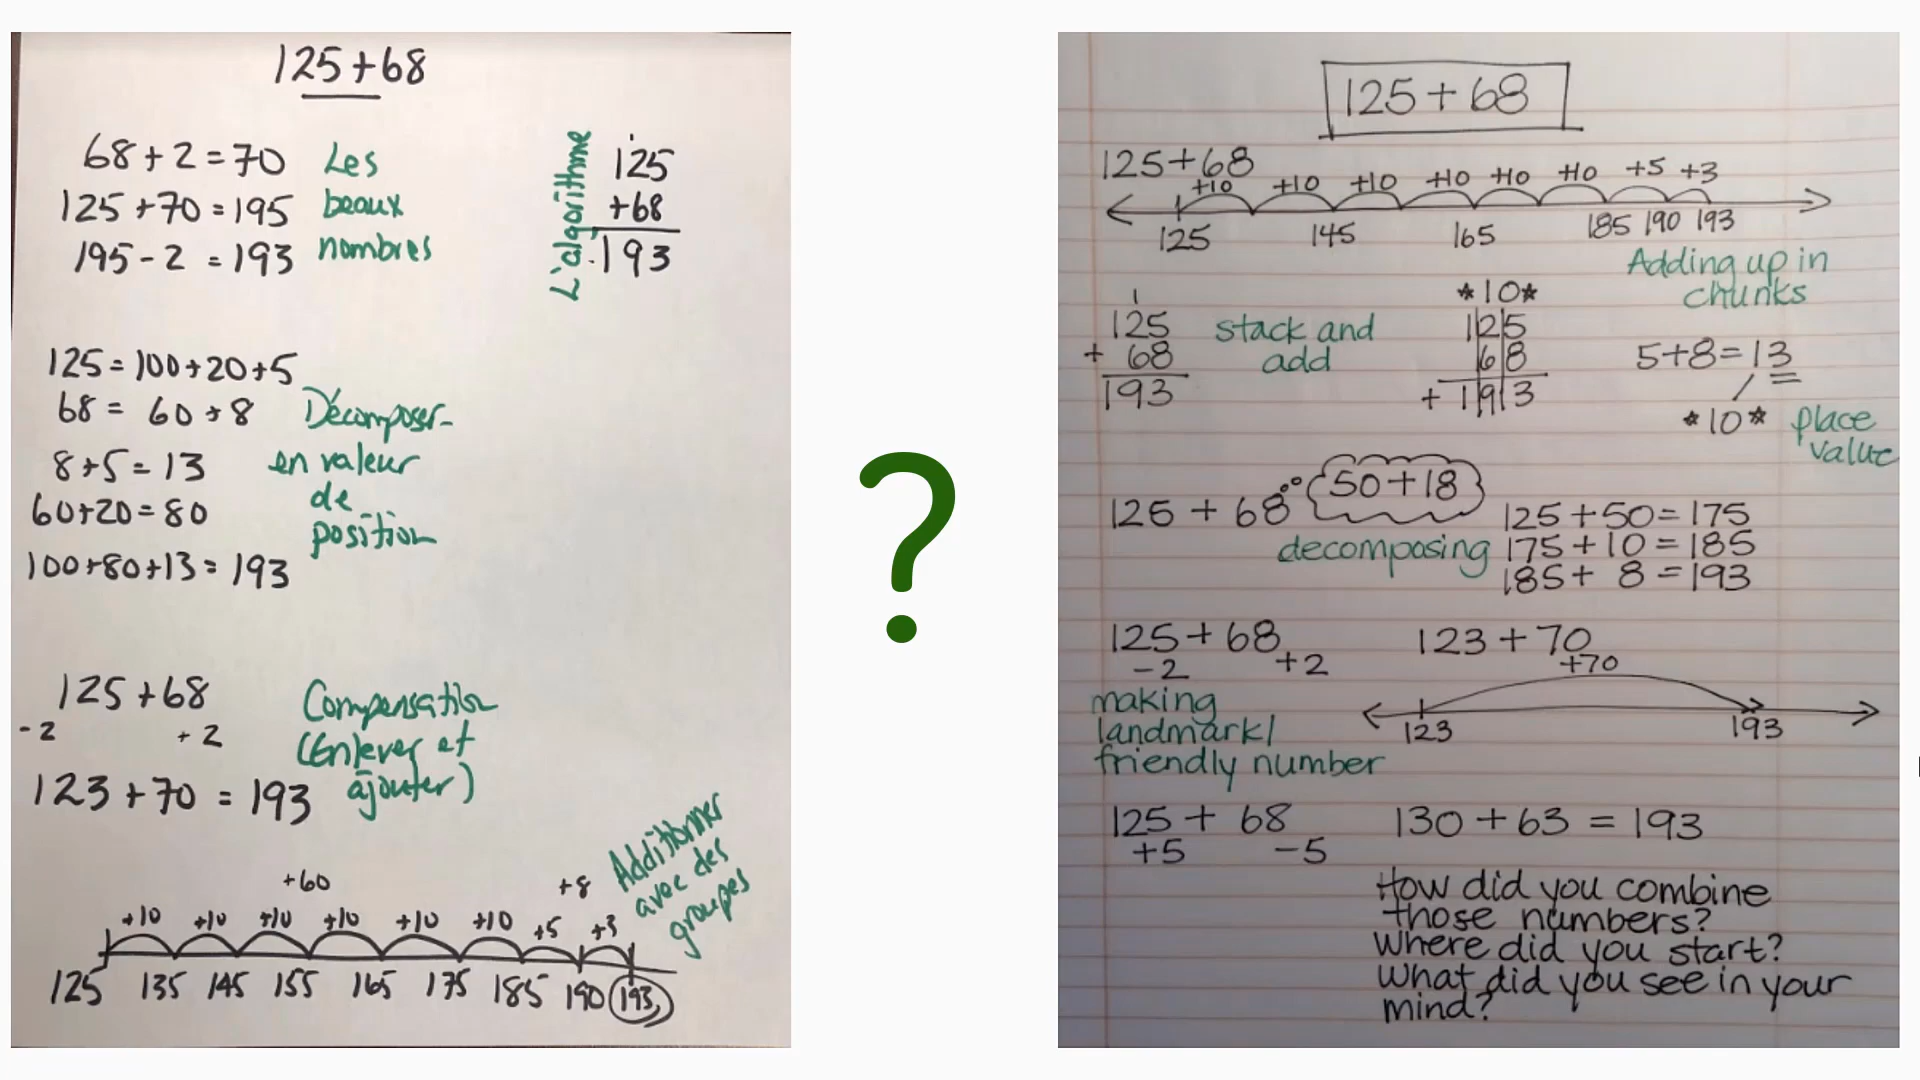 125+68
68+2=70
125+70=195
195-2=193
Les
beaux
nombres
L'algorithme
1
125
+68
193
125=100+20+5
68=60+8
8+5=13
60+20=80
100+80+13=193
Décomposer
en valeur
de
position
125+68
-2 +2
123+70=193
Compensation
(Enlever et
ajouter)
Additionner
avec des
groupes
+60 +8
+10 +10 +10 +10 +10 +10 +5 +3
125 135 145 155 165 175 185 190 193
?
125+68
125+68
+10 +10 +10 +10 +10 +10 +5 +3
125 145 165 185 190 193
Adding up in
chunks
1
125
+ 68
193
stack and
add
*10*
125
68
+ 193
5+8=13
*10*
place
value
125+68
50+18
decomposing
125+50=175
175+10=185
185+8=193
125+68
-2 +2
making
landmark/
friendly number
123+70
+70
123 193
125+68
+5 -5
130+63=193
How did you combine
those numbers?
Where did you start?
What did you see in your
mind?